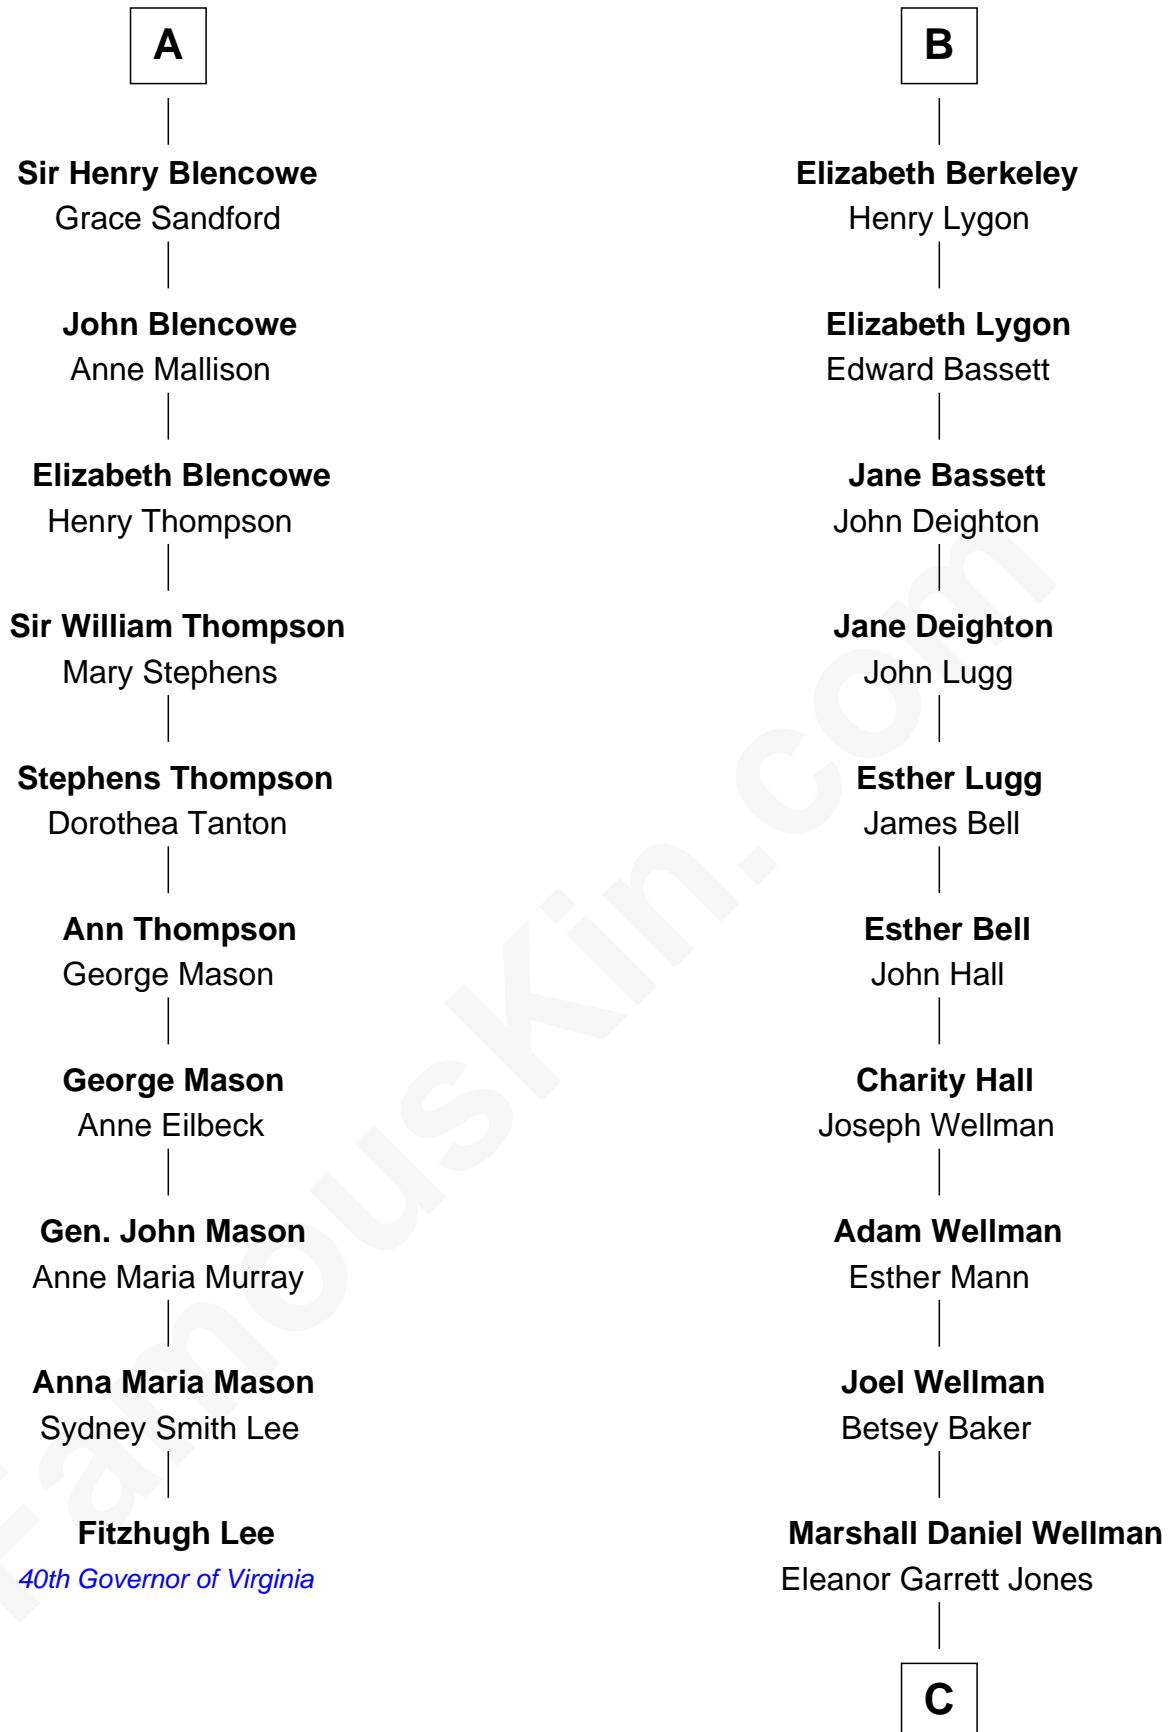 A
Sir Henry Blencowe
Grace Sandford
John Blencowe
Anne Mallison
Elizabeth Blencowe
Henry Thompson
Sir William Thompson
Mary Stephens
Stephens Thompson
Dorothea Tanton
Ann Thompson
George Mason
George Mason
Anne Eilbeck
Gen. John Mason
Anne Maria Murray
Anna Maria Mason
Sydney Smith Lee
Fitzhugh Lee
40th Governor of Virginia
B
Elizabeth Berkeley
Henry Lygon
Elizabeth Lygon
Edward Bassett
Jane Bassett
John Deighton
Jane Deighton
John Lugg
Esther Lugg
James Bell
Esther Bell
John Hall
Charity Hall
Joseph Wellman
Adam Wellman
Esther Mann
Joel Wellman
Betsey Baker
Marshall Daniel Wellman
Eleanor Garrett Jones
C
FamousKin.com